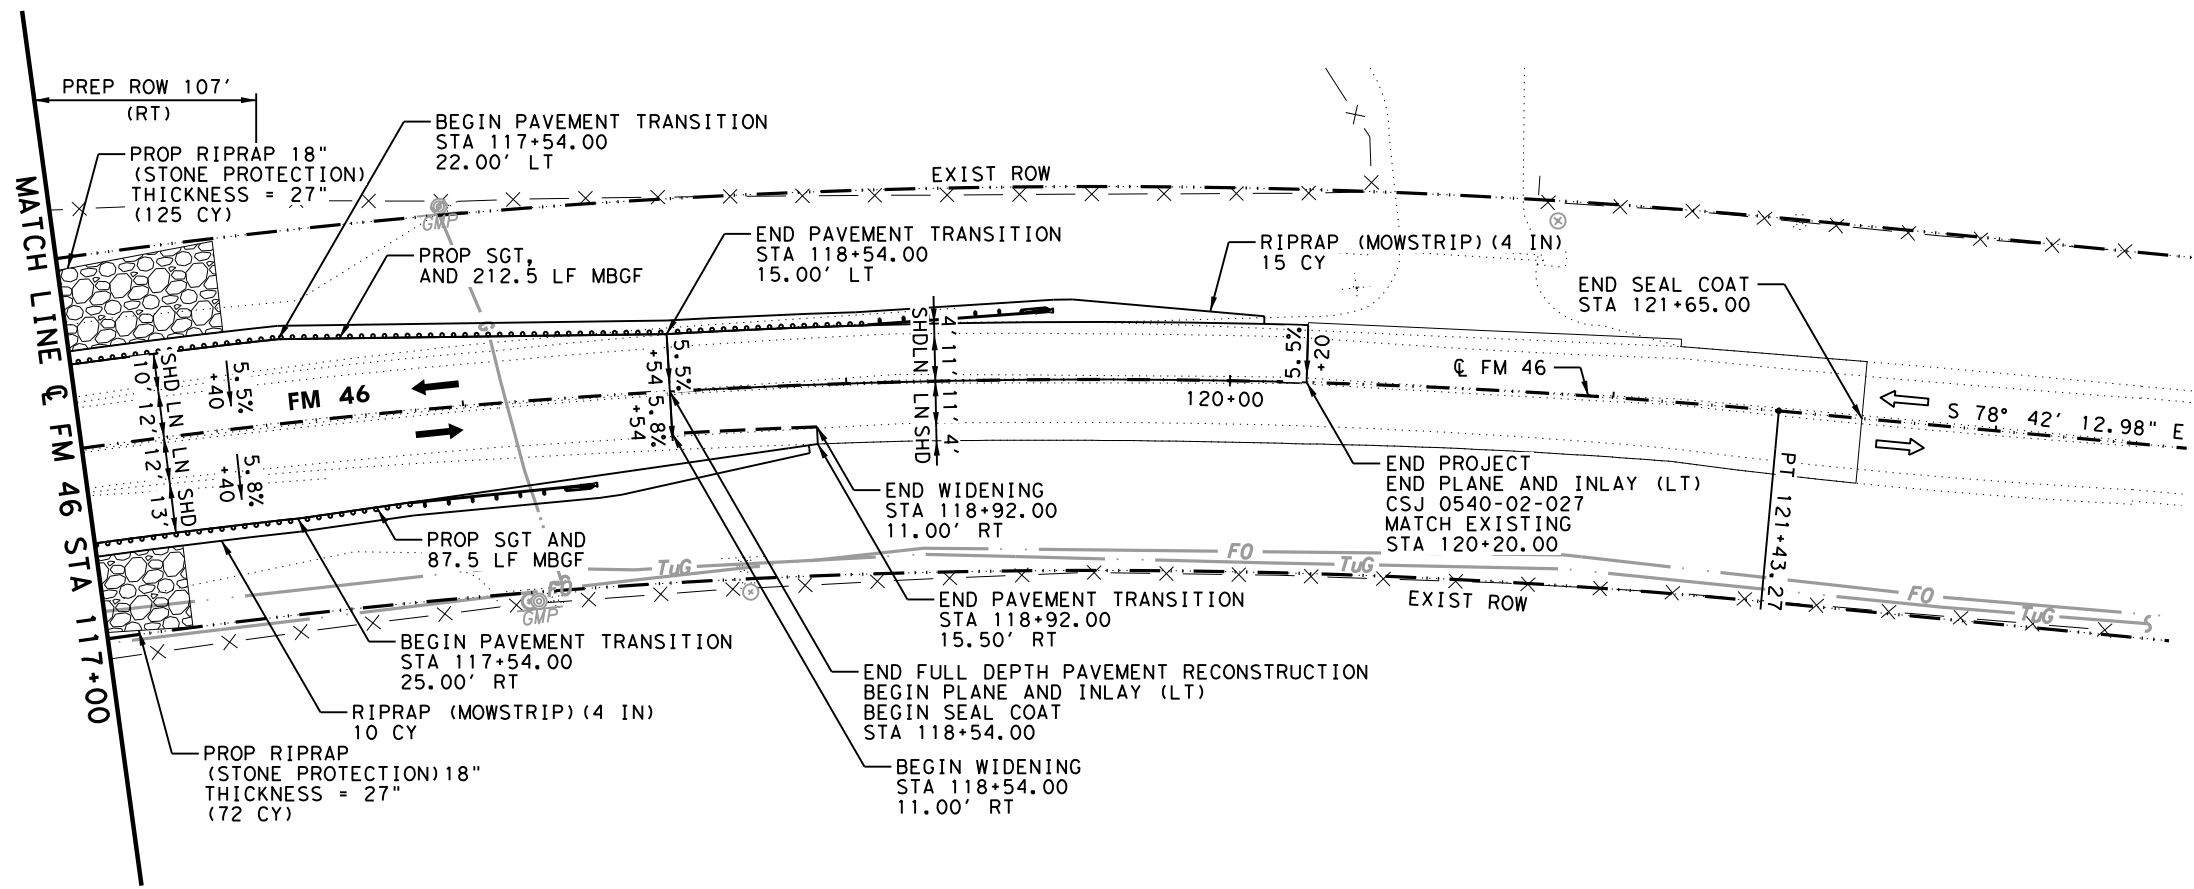 PREP ROW 107'
(RT)
PROP RIPRAP 18"
(STONE PROTECTION)
THICKNESS = 27"
(125 CY)
BEGIN PAVEMENT TRANSITION
STA 117+54.00
22.00' LT
EXIST ROW
GMP
PROP SGT,
AND 212.5 LF MBGF
END PAVEMENT TRANSITION
STA 118+54.00
15.00' LT
RIPRAP (MOWSTRIP)(4 IN)
15 CY
END SEAL COAT
STA 121+65.00
MATCH LINE ℄ FM 46 STA 117+00
G
SHD LN LN SHD
10' 12' 12' 13'
5.5%
+40
5.8%
+40
FM 46
5.5%
+54
5.8%
+54
SHD LN LN SHD
4' 11' 11' 4'
120+00
5.5%
+20
℄ FM 46
S 78° 42' 12.98" E
PT 121+43.27
END WIDENING
STA 118+92.00
11.00' RT
END PROJECT
END PLANE AND INLAY (LT)
CSJ 0540-02-027
MATCH EXISTING
STA 120+20.00
PROP SGT AND
87.5 LF MBGF
TUG
FO
TUG
FO
TUG
FO
GMP
EXIST ROW
END PAVEMENT TRANSITION
STA 118+92.00
15.50' RT
BEGIN PAVEMENT TRANSITION
STA 117+54.00
25.00' RT
END FULL DEPTH PAVEMENT RECONSTRUCTION
BEGIN PLANE AND INLAY (LT)
BEGIN SEAL COAT
STA 118+54.00
RIPRAP (MOWSTRIP)(4 IN)
10 CY
PROP RIPRAP
(STONE PROTECTION)18"
THICKNESS = 27"
(72 CY)
BEGIN WIDENING
STA 118+54.00
11.00' RT